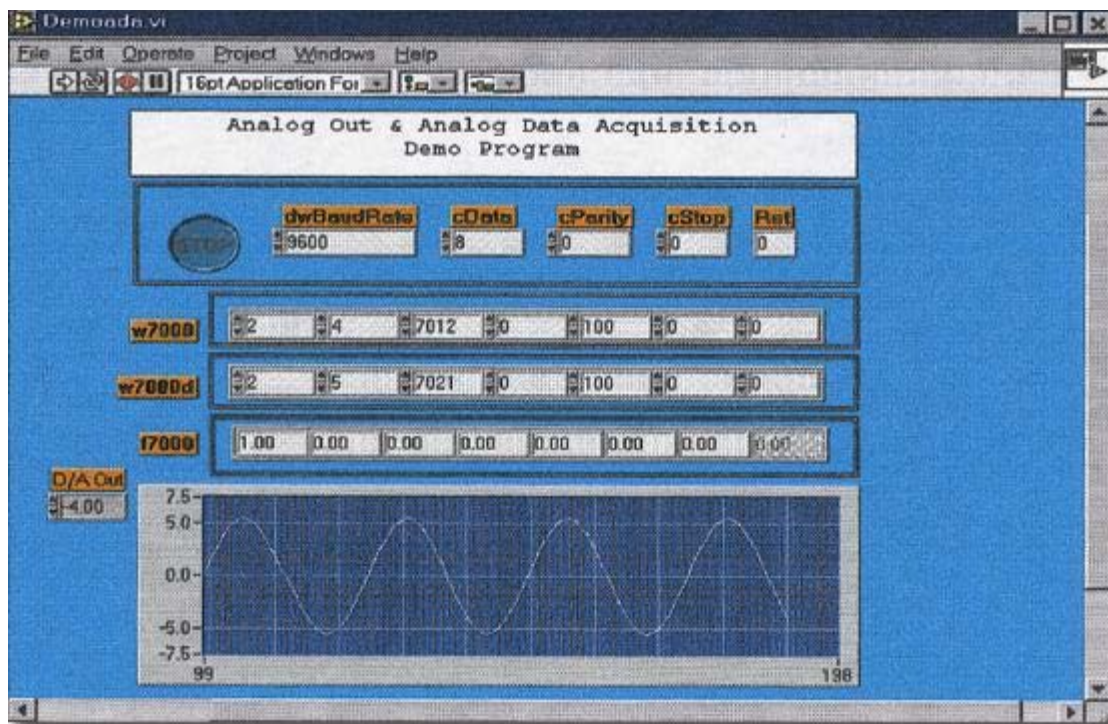 Demoada.vi
File Edit Operate Project Windows Help
16pt Application For
Analog Out & Analog Data Acquisition
Demo Program
STOP
dwBaudRate cData cParity cStop Ret
9600 8 0 0 0
w7000 2 4 7012 0 100 0 0
w7000d 2 5 7021 0 100 0 0
f7000 1.00 0.00 0.00 0.00 0.00 0.00 0.00 0.00
D/A Out
-4.00
7.5
5.0
0.0
-5.0
-7.5
99 198